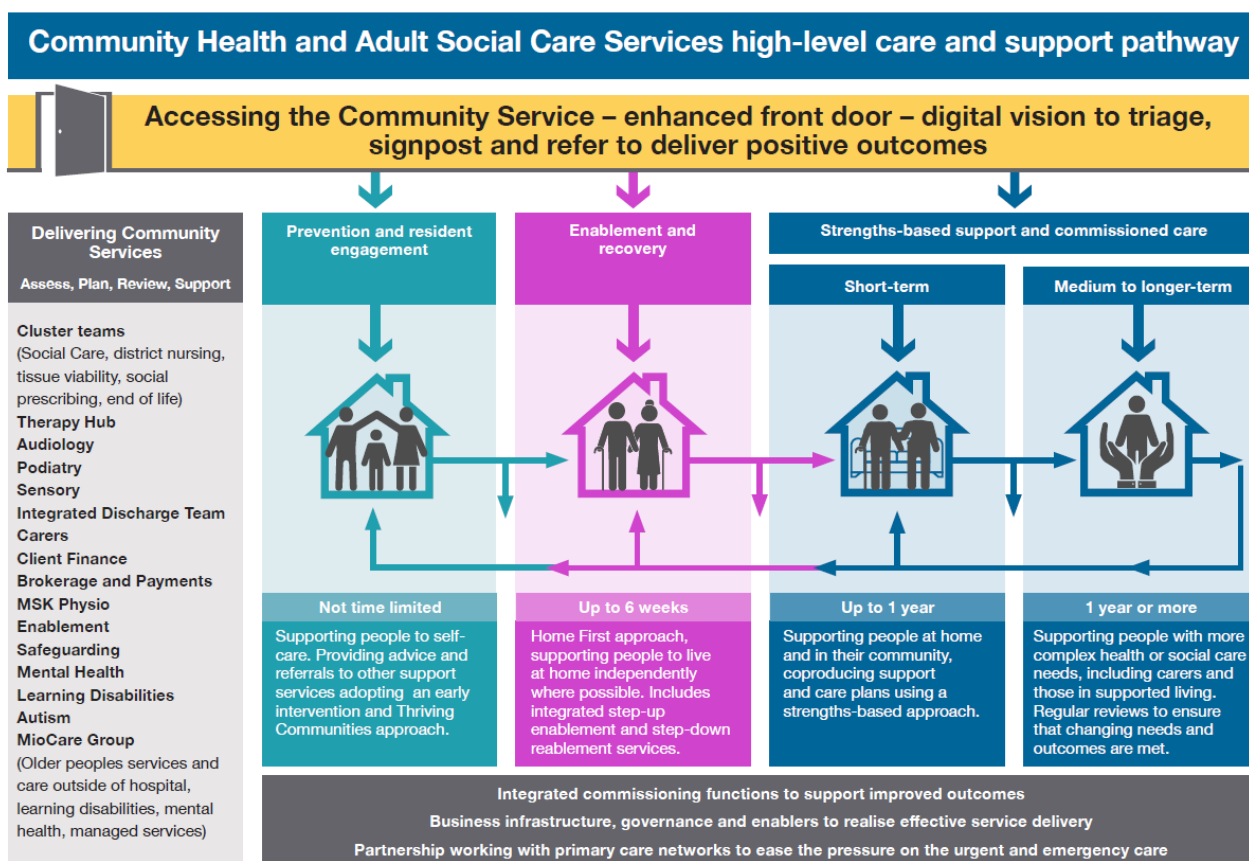 Community Health and Adult Social Care Services high-level care and support pathway
Accessing the Community Service – enhanced front door – digital vision to triage,
signpost and refer to deliver positive outcomes
Delivering Community
Services
Assess, Plan, Review, Support
Cluster teams
(Social Care, district nursing,
tissue viability, social
prescribing, end of life)
Therapy Hub
Audiology
Podiatry
Sensory
Integrated Discharge Team
Carers
Client Finance
Brokerage and Payments
MSK Physio
Enablement
Safeguarding
Mental Health
Learning Disabilities
Autism
MioCare Group
(Older peoples services and
care outside of hospital,
learning disabilities, mental
health, managed services)
Prevention and resident
engagement
Not time limited
Supporting people to self-
care. Providing advice and
referrals to other support
services adopting an early
intervention and Thriving
Communities approach.
Enablement and
recovery
Up to 6 weeks
Home First approach,
supporting people to live
at home independently
where possible. Includes
integrated step-up
enablement and step-down
reablement services.
Strengths-based support and commissioned care
Short-term
Up to 1 year
Supporting people at home
and in their community,
coproducing support
and care plans using a
strengths-based approach.
Medium to longer-term
1 year or more
Supporting people with more
complex health or social care
needs, including carers and
those in supported living.
Regular reviews to ensure
that changing needs and
outcomes are met.
Integrated commissioning functions to support improved outcomes
Business infrastructure, governance and enablers to realise effective service delivery
Partnership working with primary care networks to ease the pressure on the urgent and emergency care